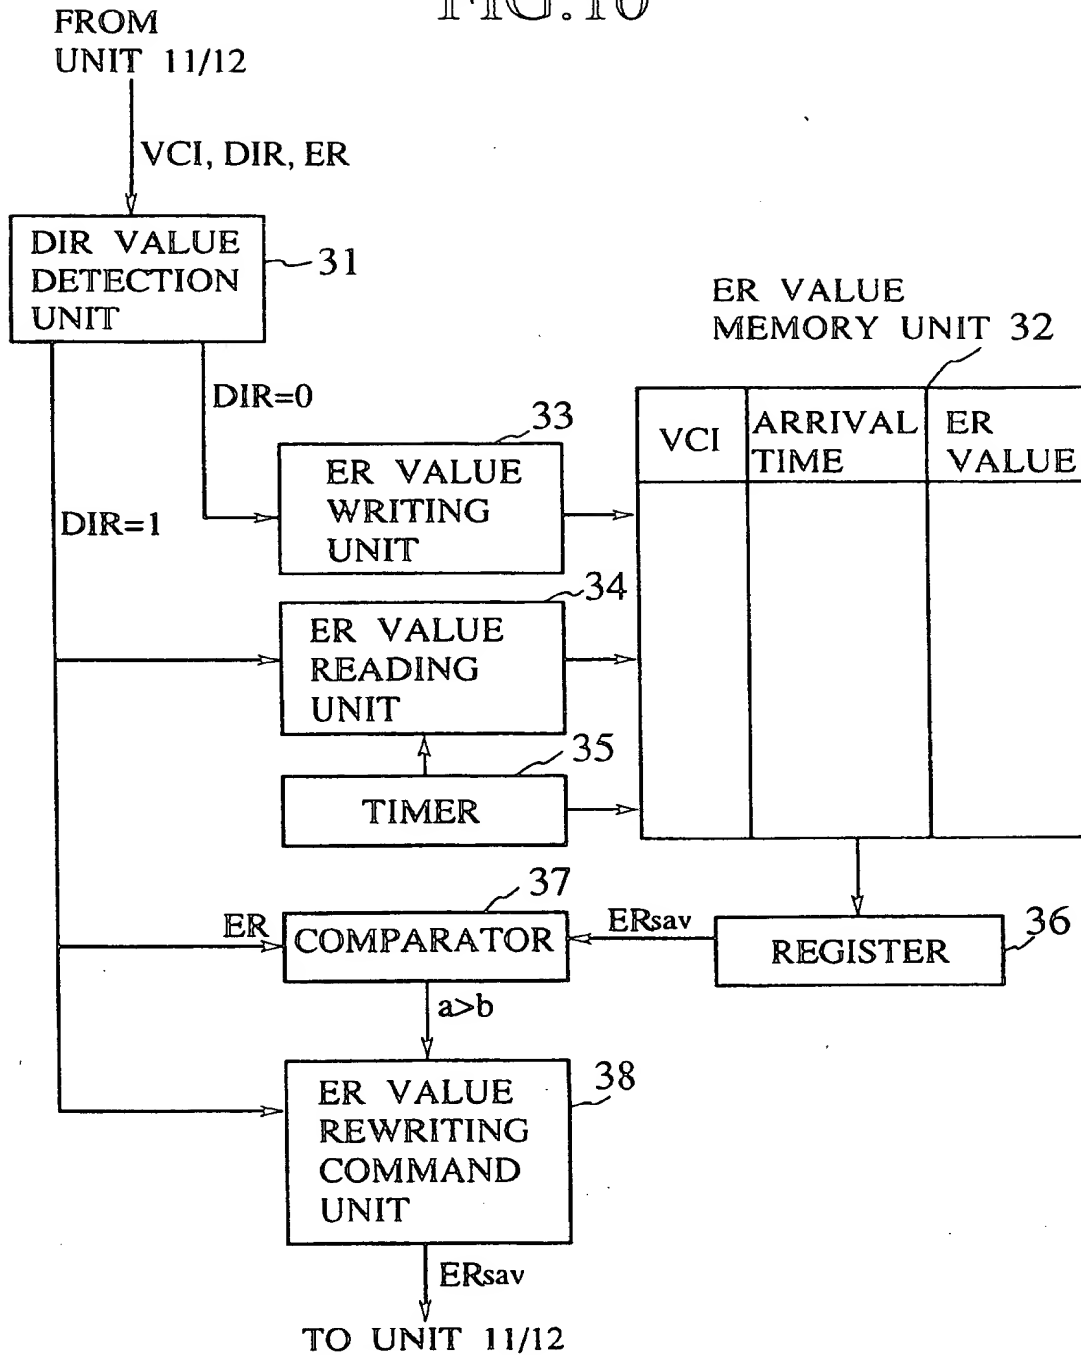 FIG.10
FROM
UNIT 11/12
VCI, DIR, ER
DIR VALUE
DETECTION
UNIT
31
ER VALUE
MEMORY UNIT 32
DIR=0
33
VCI
ARRIVAL
TIME
ER
VALUE
ER VALUE
WRITING
UNIT
DIR=1
34
ER VALUE
READING
UNIT
35
TIMER
37
ER
COMPARATOR
ERsav
REGISTER
36
a>b
38
ER VALUE
REWRITING
COMMAND
UNIT
ERsav
TO UNIT 11/12